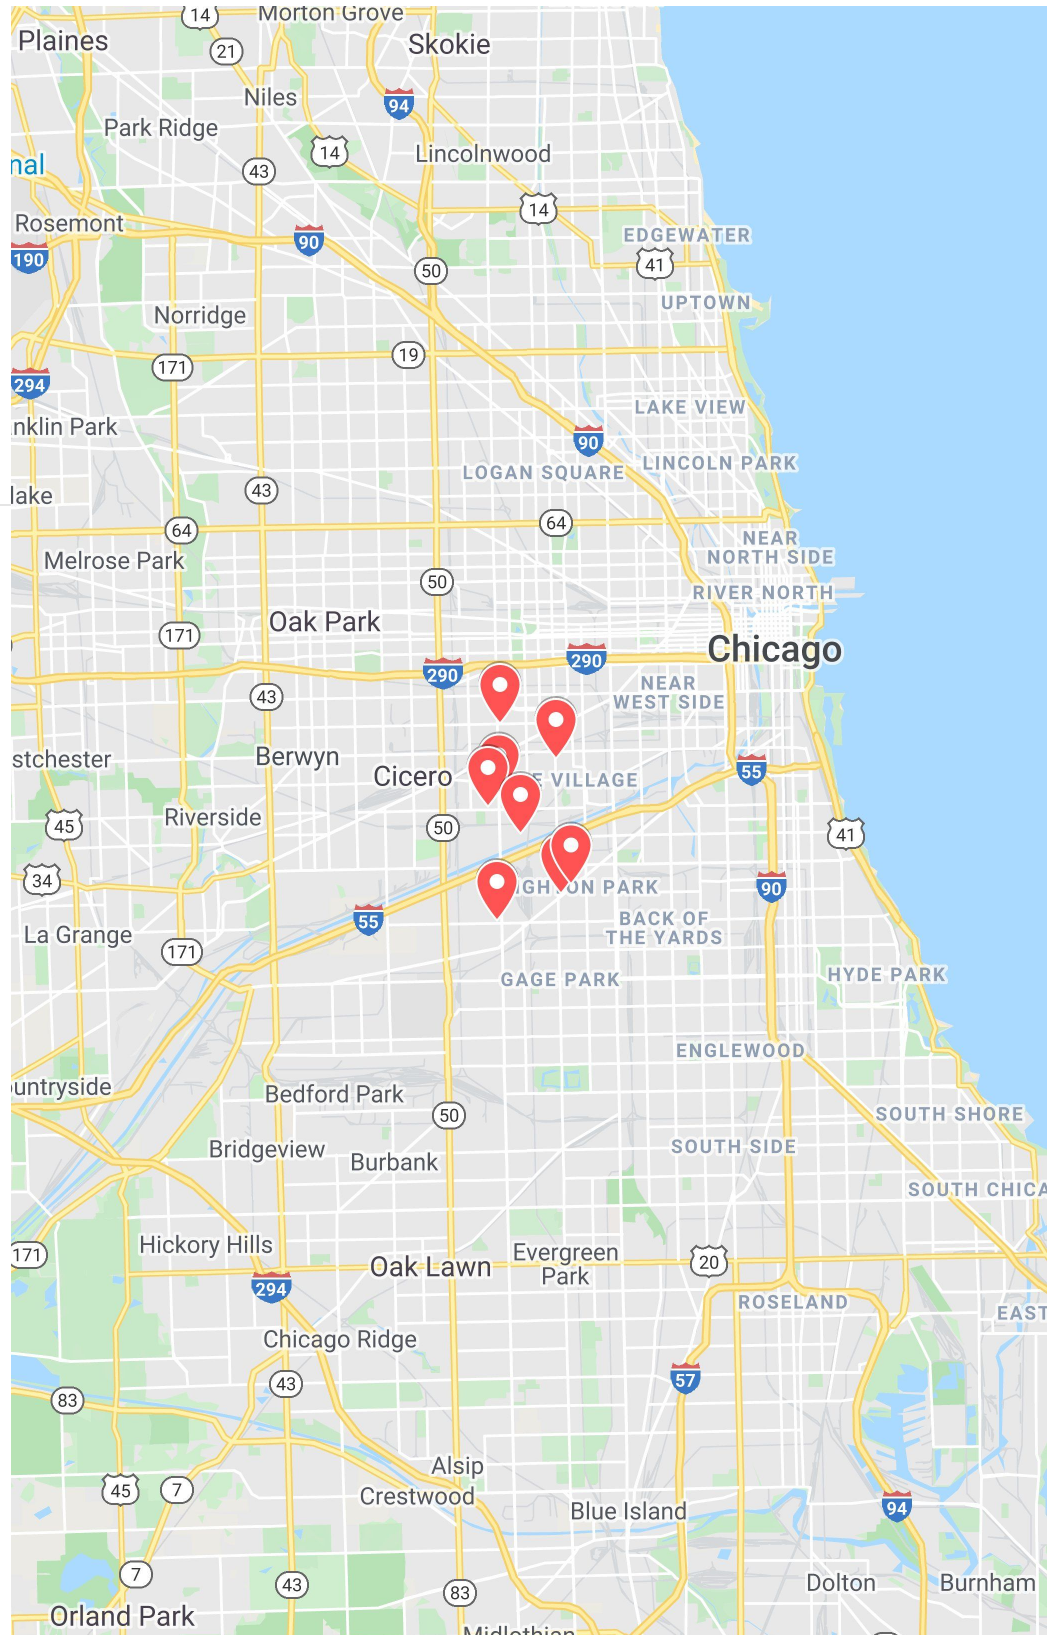 14
Morton Grove
Plaines
Skokie
21
Niles
94
Park Ridge
14
Lincolnwood
nal
43
14
Rosemont
EDGEWATER
90
190
41
50
UPTOWN
Norridge
19
171
294
LAKE VIEW
nklin Park
90
LOGAN SQUARE
LINCOLN PARK
lake
43
64
64
NEAR
NORTH SIDE
Melrose Park
50
RIVER NORTH
Oak Park
171
Chicago
290
290
NEAR
WEST SIDE
43
stchester
Berwyn
Cicero
E VILLAGE
55
Riverside
45
50
41
34
IGHTON PARK
90
55
BACK OF
THE YARDS
La Grange
171
GAGE PARK
HYDE PARK
ENGLEWOOD
ountryside
Bedford Park
50
SOUTH SHORE
Bridgeview
Burbank
SOUTH SIDE
SOUTH CHICA
171
Hickory Hills
Oak Lawn
Evergreen
Park
20
294
ROSELAND
EAST
Chicago Ridge
57
43
83
Alsip
45
7
Crestwood
94
Blue Island
7
43
83
Dolton
Burnham
Orland Park
Midlothian